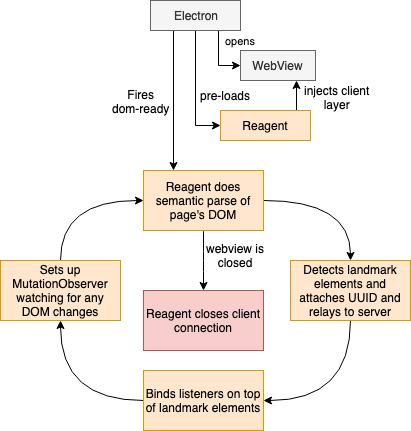 Electron
opens
WebView
Fires
dom-ready
pre-loads
injects client
layer
Reagent
Reagent does
semantic parse of
page's DOM
webview is
closed
Sets up
MutationObserver
watching for any
DOM changes
Detects landmark
elements and
attaches UUID and
relays to server
Reagent closes client
connection
Binds listeners on top
of landmark elements